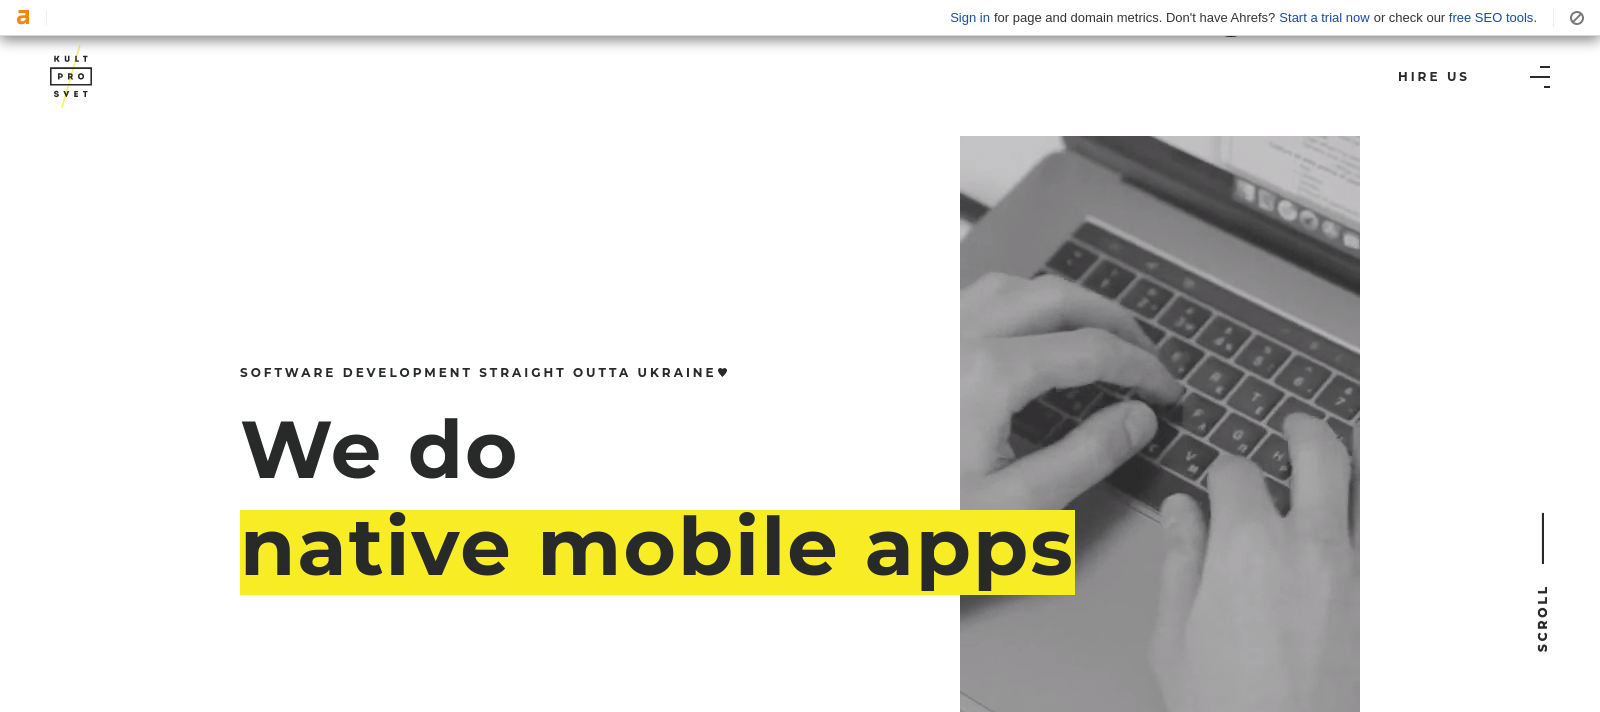 a
Sign in for page and domain metrics. Don't have Ahrefs? Start a trial now or check our free SEO tools.
KULT
PRO
SVET
HIRE US
SOFTWARE DEVELOPMENT STRAIGHT OUTTA UKRAINE♥
We do
native mobile apps
SCROLL